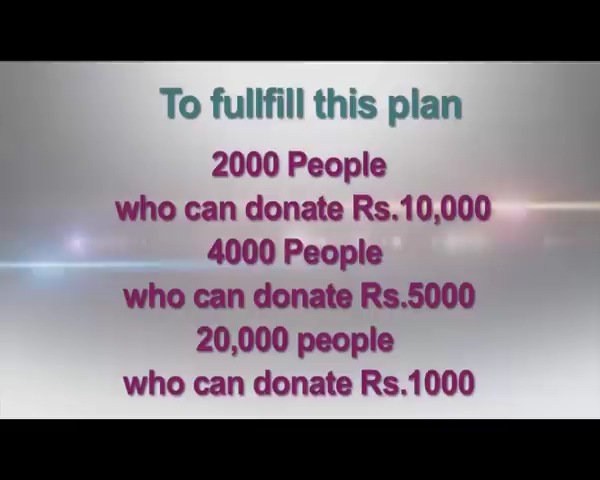 To fullfill this plan
2000 People
who can donate Rs.10,000
4000 People
who can donate Rs.5000
20,000 people
who can donate Rs.1000